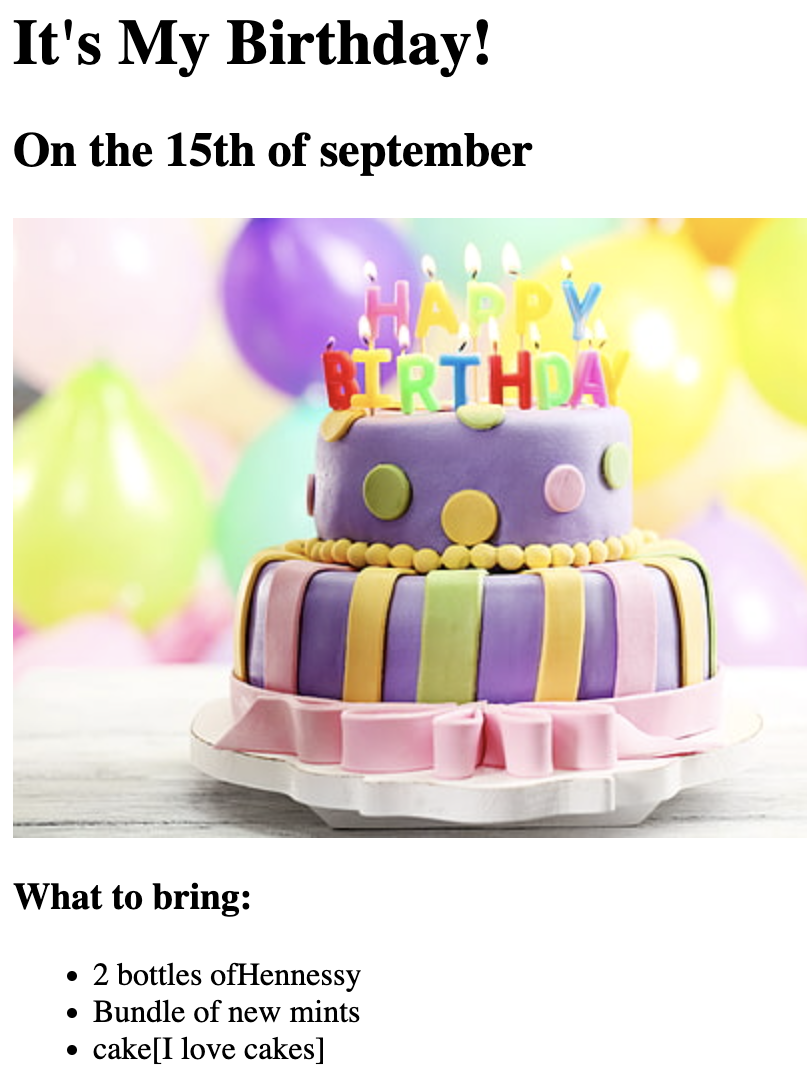 It's My Birthday!
On the 15th of september
HAPPY
BIRTHDAY
What to bring:
2 bottles ofHennessy
Bundle of new mints
cake[I love cakes]